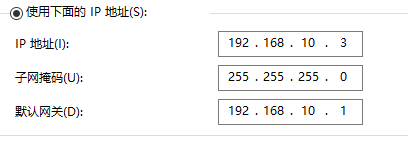 使用下面的 IP 地址(S):
IP 地址(I): 192 . 168 . 10 . 3
子网掩码(U): 255 . 255 . 255 . 0
默认网关(D): 192 . 168 . 10 . 1